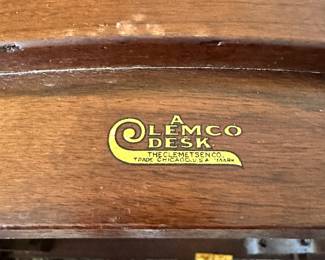 A
CLEMCO
DESK
THE CLEMETSEN CO.
TRADE CHICAGO, U.S.A. MARK